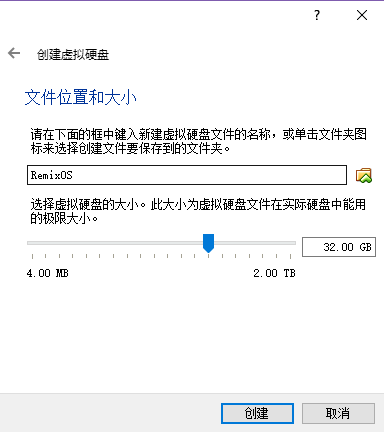 ?
创建虚拟硬盘
文件位置和大小
请在下面的框中键入新建虚拟硬盘文件的名称，或单击文件夹图
标来选择创建文件要保存到的文件夹。
RemixOS
选择虚拟硬盘的大小。此大小为虚拟硬盘文件在实际硬盘中能用
的极限大小。
32.00 GB
4.00 MB 2.00 TB
创建 取消